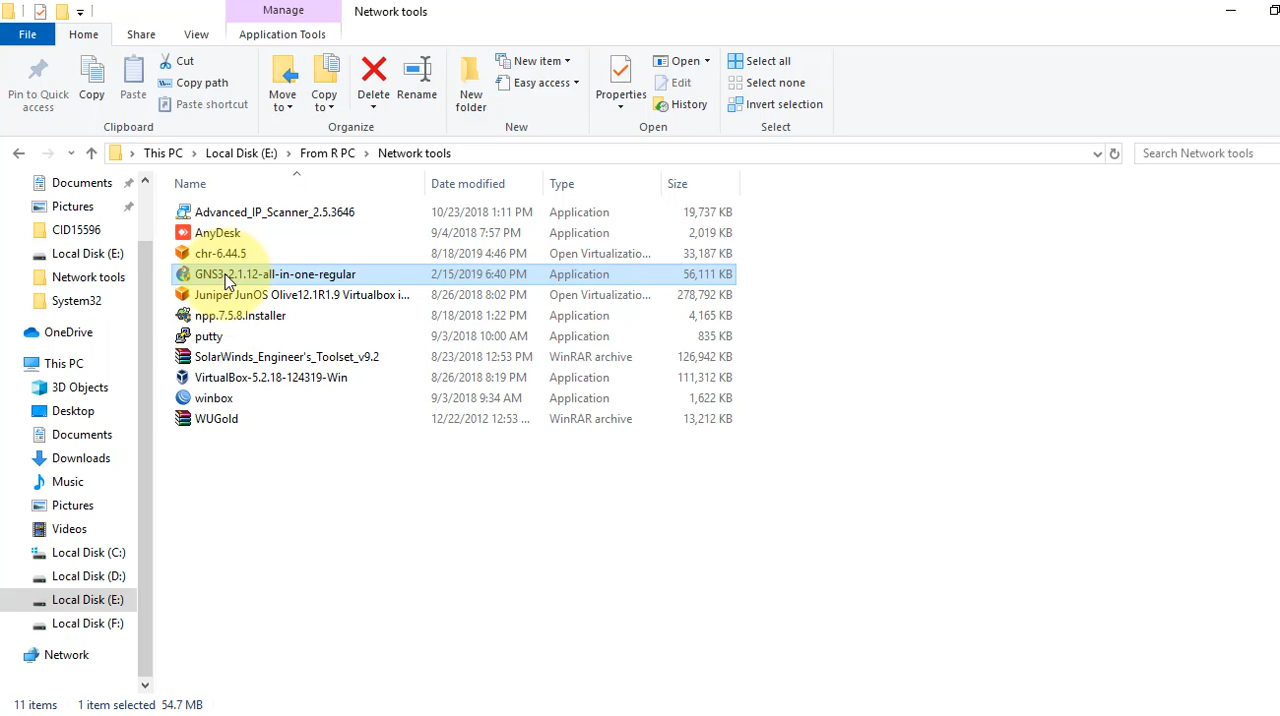 Manage
Network tools
File
Home
Share
View
Application Tools
Pin to Quick access
Copy
Paste
Cut
Copy path
Paste shortcut
Clipboard
Move to
Copy to
Delete
Rename
Organize
New folder
New item
Easy access
New
Properties
Open
Edit
History
Open
Select all
Select none
Invert selection
Select
This PC
Local Disk (E:)
From R PC
Network tools
Search Network tools
Documents
Pictures
CID15596
Local Disk (E:)
Network tools
System32
OneDrive
This PC
3D Objects
Desktop
Documents
Downloads
Music
Pictures
Videos
Local Disk (C:)
Local Disk (D:)
Local Disk (E:)
Local Disk (F:)
Network
Name Date modified Type Size
Advanced_IP_Scanner_2.5.3646 10/23/2018 1:11 PM Application 19,737 KB
AnyDesk 9/4/2018 7:57 PM Application 2,019 KB
chr-6.44.5 8/18/2019 4:46 PM Open Virtualizatio... 33,187 KB
GNS3-2.1.12-all-in-one-regular 2/15/2019 6:40 PM Application 56,111 KB
Juniper JunOS Olive12.1R1.9 Virtualbox i... 8/26/2018 8:02 PM Open Virtualizatio... 278,792 KB
npp.7.5.8.Installer 8/18/2018 1:22 PM Application 4,165 KB
putty 9/3/2018 10:00 AM Application 835 KB
SolarWinds_Engineer's_Toolset_v9.2 8/23/2018 12:53 PM WinRAR archive 126,942 KB
VirtualBox-5.2.18-124319-Win 8/26/2018 8:19 PM Application 111,312 KB
winbox 9/3/2018 9:34 AM Application 1,622 KB
WUGold 12/22/2012 12:53 ... WinRAR archive 13,212 KB
11 items 1 item selected 54.7 MB